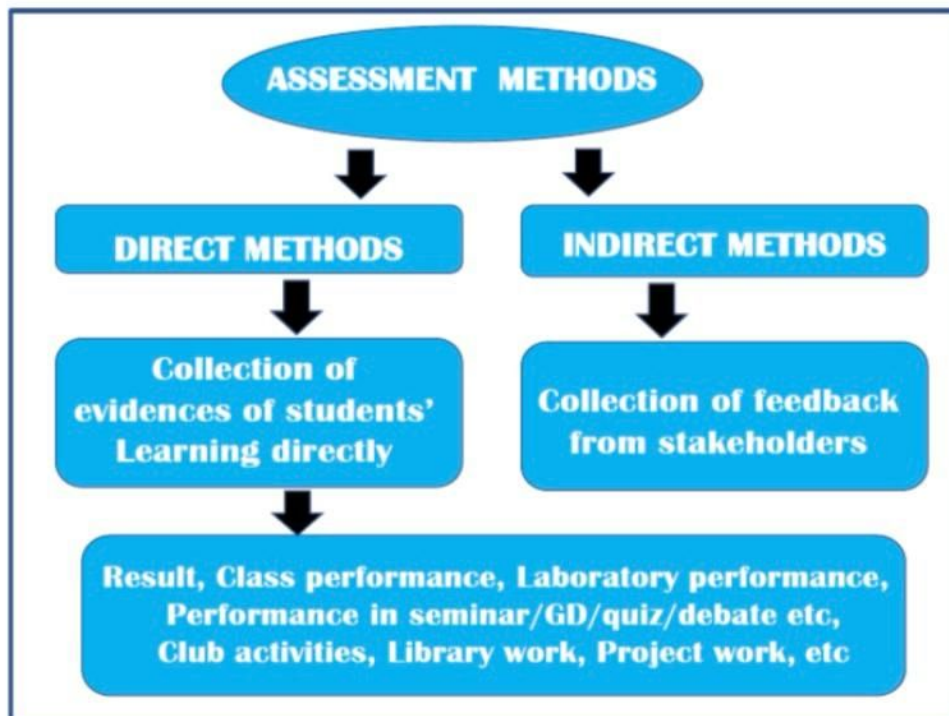 ASSESSMENT METHODS
DIRECT METHODS
INDIRECT METHODS
Collection of
evidences of students’
Learning directly
Collection of feedback
from stakeholders
Result, Class performance, Laboratory performance,
Performance in seminar/GD/quiz/debate etc,
Club activities, Library work, Project work, etc